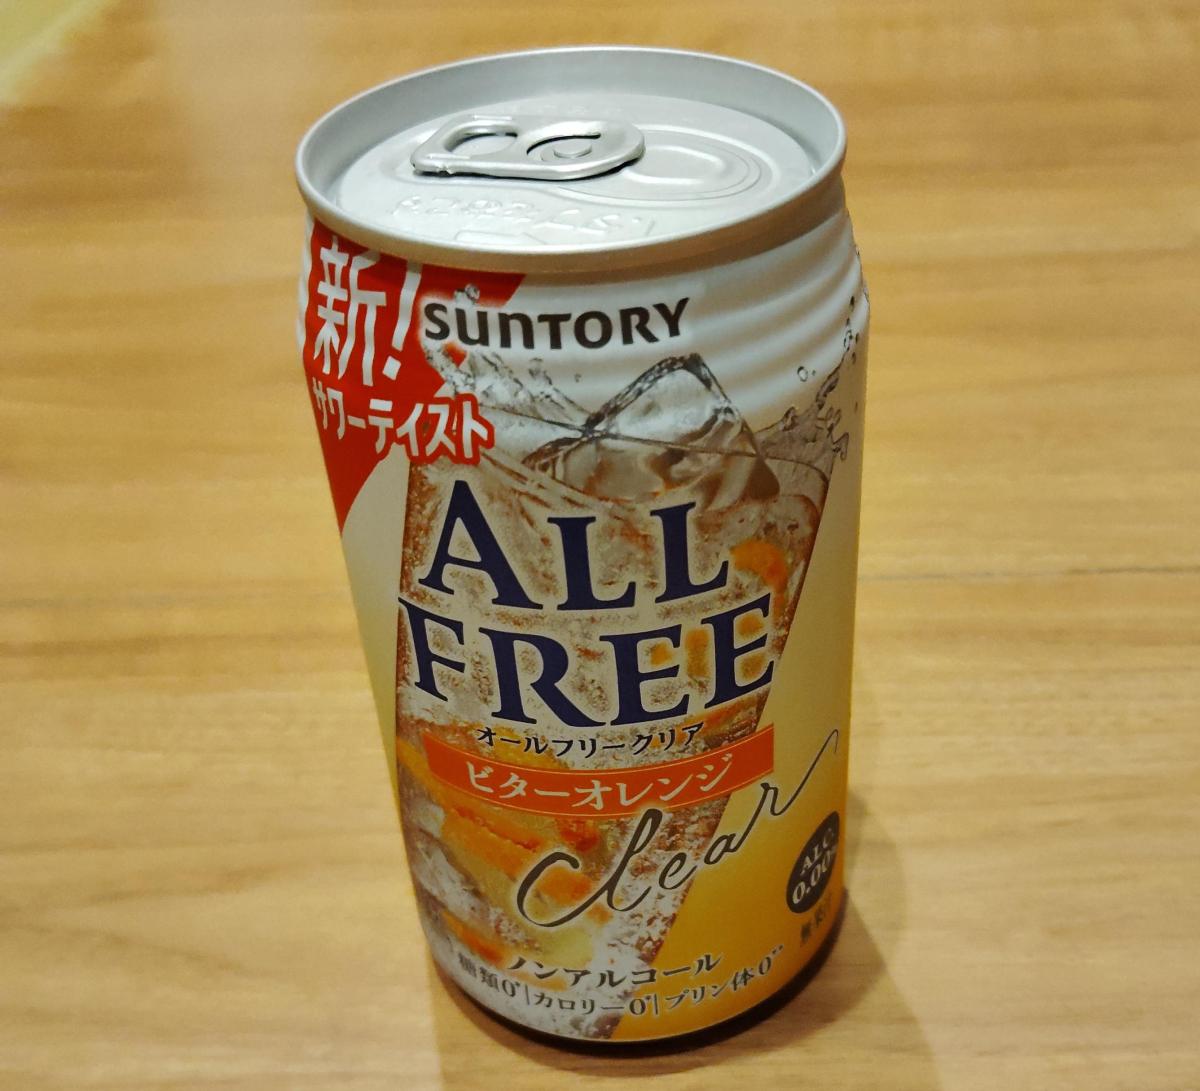 新!
サワーテイスト
SUNTORY
ALL
FREE
オールフリークリア
ビターオレンジ
clear
ALC.
0.00%
無果汁
ノンアルコール
糖類0*|カロリー0*|プリン体0**